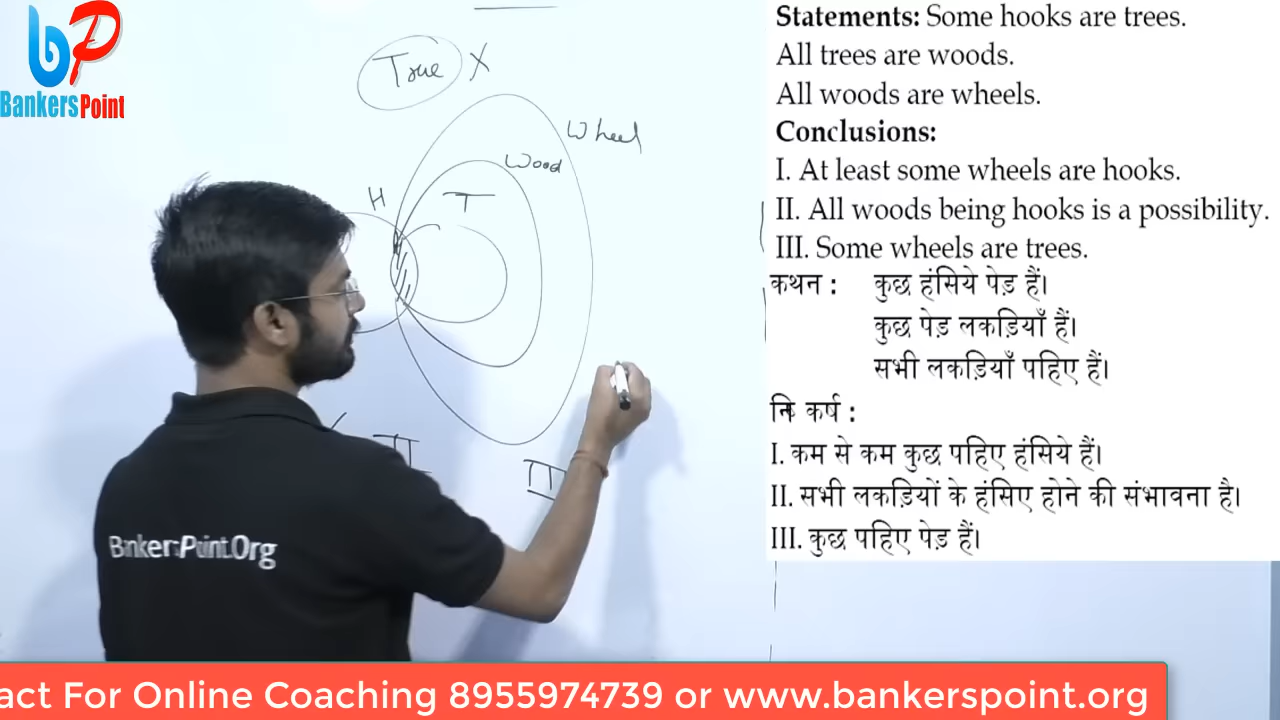 bp
BankersPoint
True X
Wheel
Wood
H
T
II
III
BankersPoint.Org
Statements: Some hooks are trees.
All trees are woods.
All woods are wheels.
Conclusions:
I. At least some wheels are hooks.
II. All woods being hooks is a possibility.
III. Some wheels are trees.
कथन : कुछ हंसिये पेड़ हैं।
कुछ पेड़ लकड़ियाँ हैं।
सभी लकड़ियाँ पहिए हैं।
निष्कर्ष :
I. कम से कम कुछ पहिए हंसिये हैं।
II. सभी लकड़ियों के हंसिए होने की संभावना है।
III. कुछ पहिए पेड़ हैं।
act For Online Coaching 8955974739 or www.bankerspoint.org